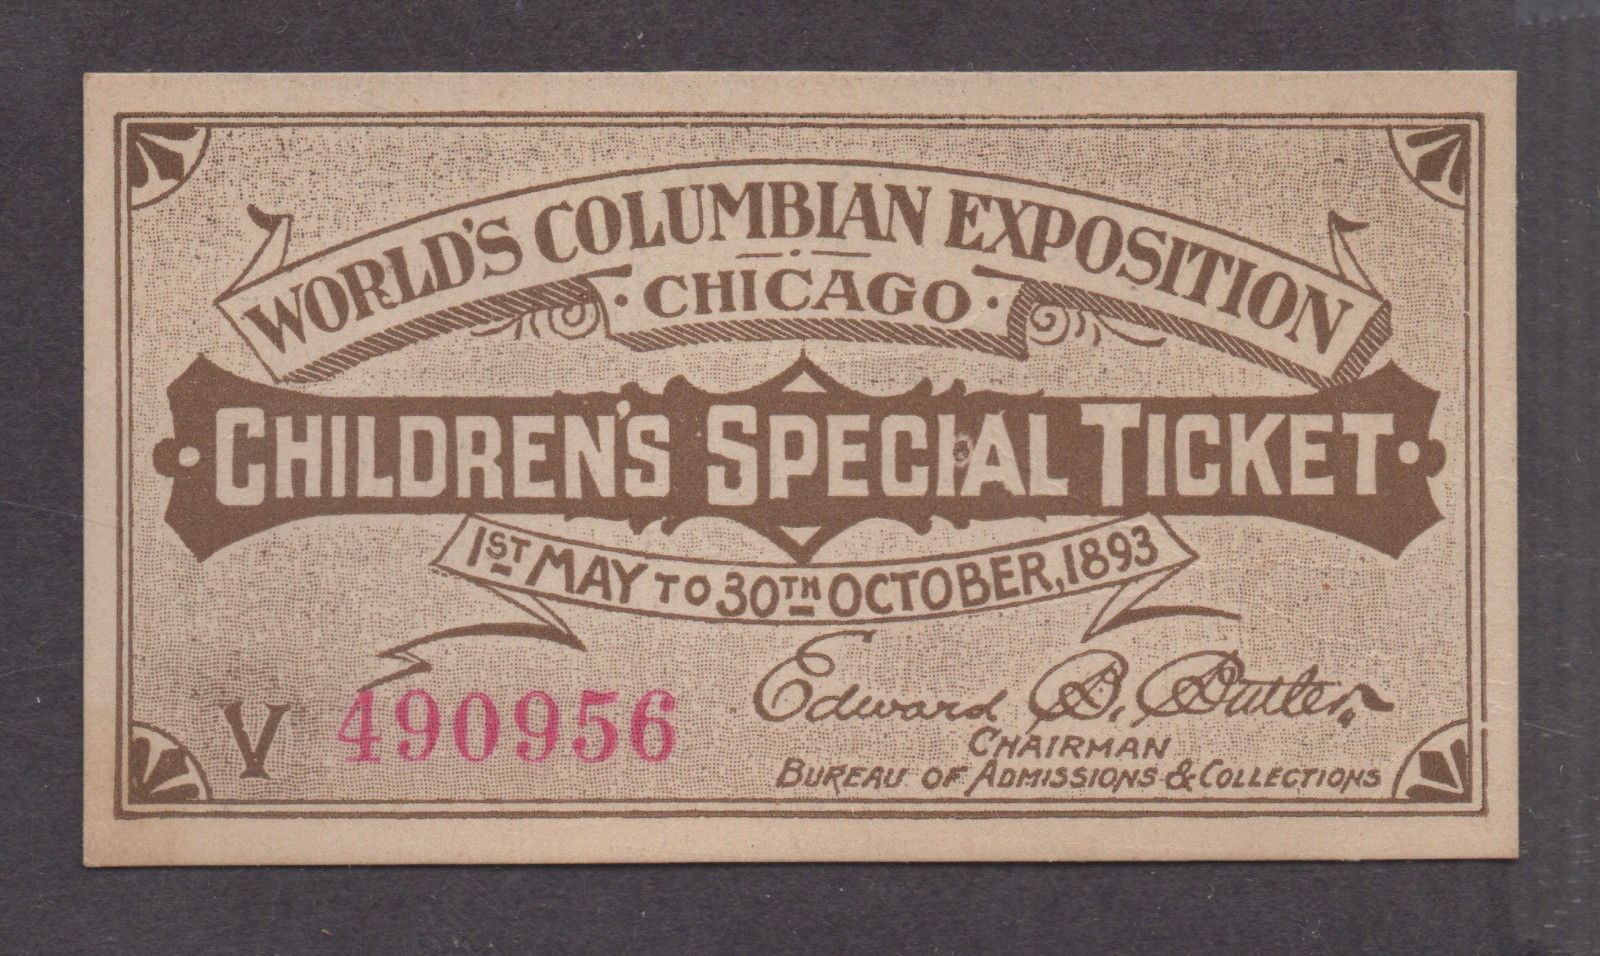 WORLD'S COLUMBIAN EXPOSITION
CHICAGO
CHILDREN'S SPECIAL TICKET
1ST MAY TO 30TH OCTOBER, 1893
V 490956
Edward B. Butler
CHAIRMAN
BUREAU OF ADMISSIONS & COLLECTIONS